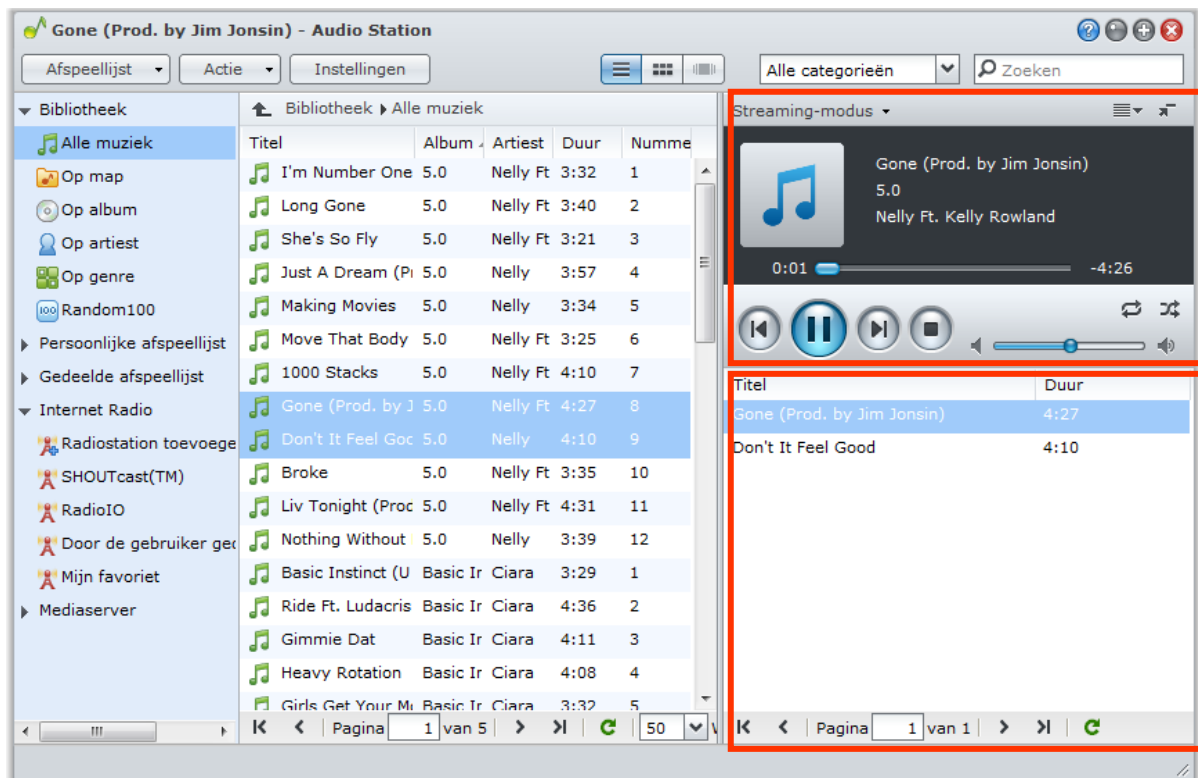 Gone (Prod. by Jim Jonsin) - Audio Station
Afspeellijst Actie Instellingen Alle categorieën Zoeken
Bibliotheek
Alle muziek
Op map
Op album
Op artiest
Op genre
100 Random100
Persoonlijke afspeellijst
Gedeelde afspeellijst
Internet Radio
Radiostation toevoege
SHOUTcast(TM)
RadioIO
Door de gebruiker ged
Mijn favoriet
Mediaserver
Bibliotheek Alle muziek
Titel Album Artiest Duur Numme
I'm Number One 5.0 Nelly Ft 3:32 1
Long Gone 5.0 Nelly Ft 3:40 2
She's So Fly 5.0 Nelly Ft 3:21 3
Just A Dream (Pr 5.0 Nelly 3:57 4
Making Movies 5.0 Nelly 3:34 5
Move That Body 5.0 Nelly Ft 3:25 6
1000 Stacks 5.0 Nelly Ft 4:10 7
Gone (Prod. by J 5.0 Nelly Ft 4:27 8
Don't It Feel Goo 5.0 Nelly 4:10 9
Broke 5.0 Nelly Ft 3:35 10
Liv Tonight (Proc 5.0 Nelly Ft 4:31 11
Nothing Without 5.0 Nelly 3:39 12
Basic Instinct (U Basic Ir Ciara 3:29 1
Ride Ft. Ludacris Basic Ir Ciara 4:36 2
Gimmie Dat Basic Ir Ciara 4:11 3
Heavy Rotation Basic Ir Ciara 4:08 4
Girls Get Your Mo Basic Ir Ciara 3:32 5
Pagina 1 van 5 50
Streaming-modus
Gone (Prod. by Jim Jonsin)
5.0
Nelly Ft. Kelly Rowland
0:01 -4:26
Titel Duur
Gone (Prod. by Jim Jonsin) 4:27
Don't It Feel Good 4:10
Pagina 1 van 1